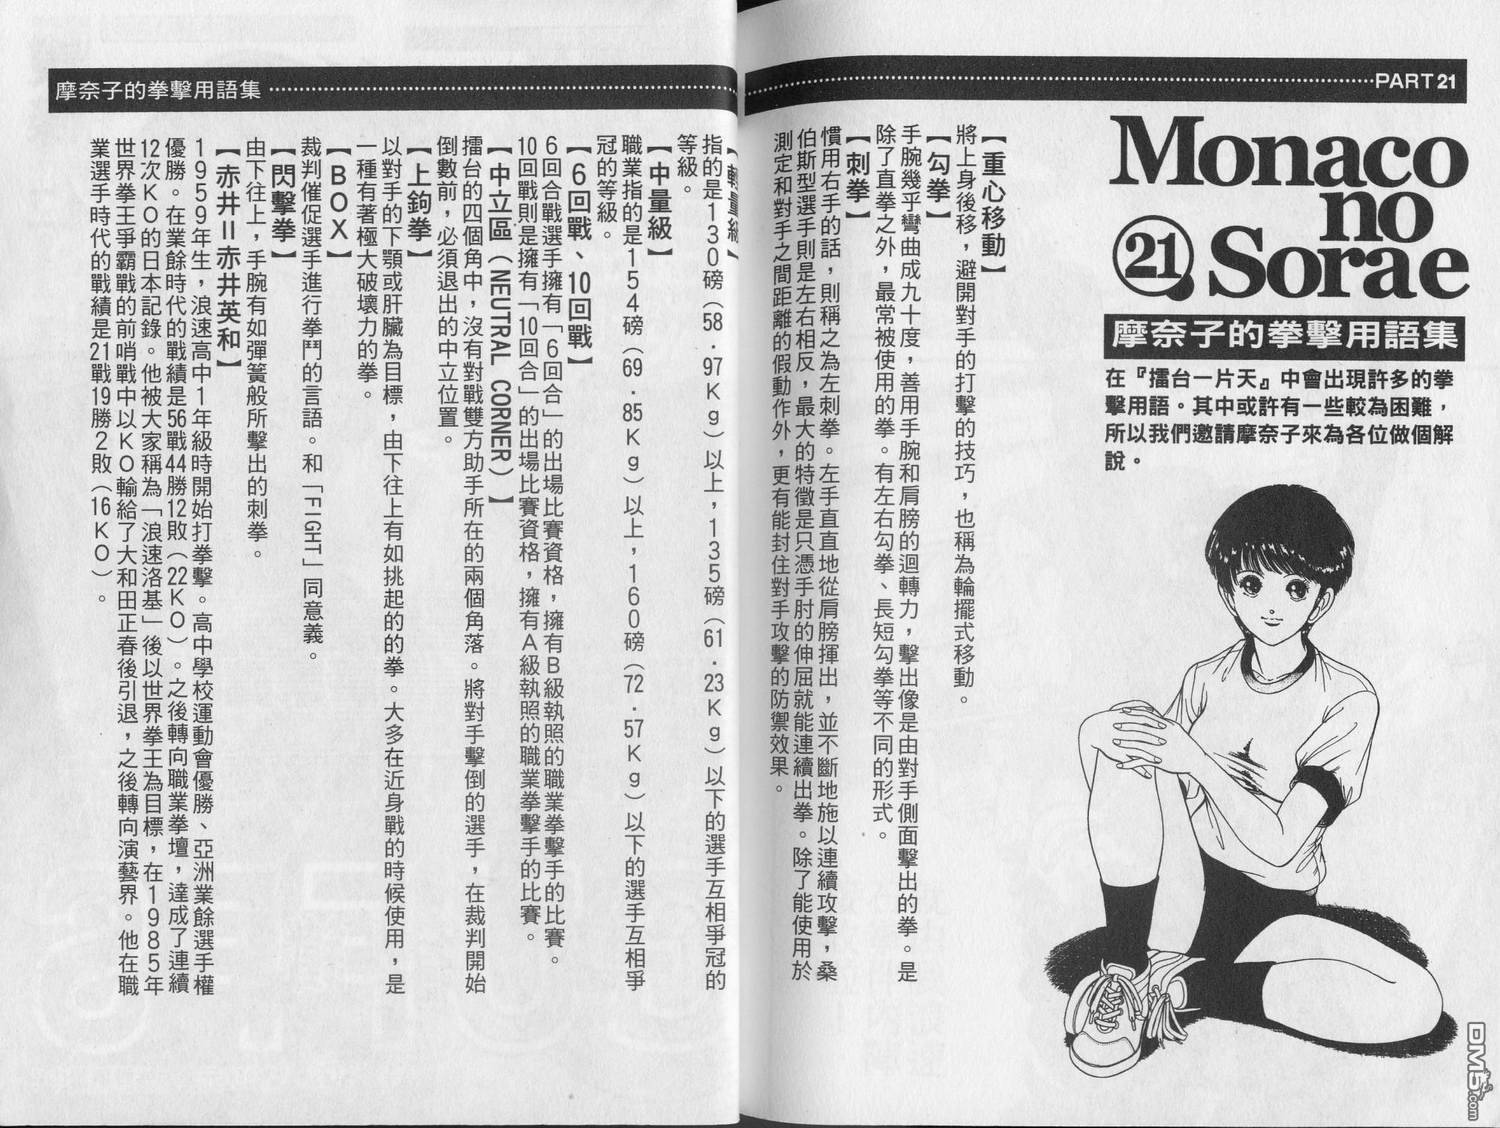 PART 21
Monaco
no
Sorae
21
摩奈子的拳擊用語集
在『擂台一片天』中會出現許多的拳
擊用語。其中或許有一些較為困難，
所以我們邀請摩奈子來為各位做個解
說。
【重心移動】
將上身後移，避開對手的打擊的技巧，也稱為輪擺式移動。
【勾拳】
手腕幾乎彎曲成九十度，善用手腕和肩膀的迴轉力，擊出像是由對手側面擊出的拳。是
除了直拳之外，最常被使用的拳。有左右勾拳、長短勾拳等不同的形式。
【刺拳】
慣用右手的話，則稱之為左刺拳。左手直直地從肩膀揮出，並不斷地施以連續攻擊，桑
伯斯型選手則是左右相反，最大的特徵是只憑手肘的伸屈就能連續出拳。除了能使用於
測定和對手之間距離的假動作外，更有能封住對手攻擊的防禦效果。
摩奈子的拳擊用語集
【輕量級】
指的是130磅（58．97Kg）以上，135磅（61．23Kg）以下的選手互相爭冠的
等級。
【中量級】
職業指的是154磅（69．85Kg）以上，160磅（72．57Kg）以下的選手互相爭
冠的等級。
【6回戰、10回戰】
6回合戰選手擁有「6回合」的出場比賽資格，擁有B級執照的職業拳擊手的比賽。
10回戰則是擁有「10回合」的出場比賽資格，擁有A級執照的職業拳擊手的比賽。
【中立區（NEUTRAL CORNER）】
擂台的四個角中，沒有對戰雙方助手所在的兩個角落。將對手擊倒的選手，在裁判開始
倒數前，必須退出的中立位置。
【上鉤拳】
以對手的下顎或肝臟為目標，由下往上有如挑起的的拳。大多在近身戰的時候使用，是
一種有著極大破壞力的拳。
【BOX】
裁判催促選手進行拳鬥的言語。和「FIGHT」同意義。
【閃擊拳】
由下往上，手腕有如彈簧般所擊出的刺拳。
【赤井＝赤井英和】
1959年生，浪速高中1年級時開始打拳擊。高中學校運動會優勝、亞洲業餘選手權
優勝。在業餘時代的戰績是56戰44勝12敗（22KO）。之後轉向職業拳壇，達成了連續
12次KO的日本記錄。他被大家稱為「浪速洛基」後以世界拳王為目標，在1985年
世界拳王爭霸戰的前哨戰中以KO輸給了大和田正春後引退，之後轉向演藝界。他在職
業選手時代的戰績是21戰19勝2敗（16KO）。
DM5.com